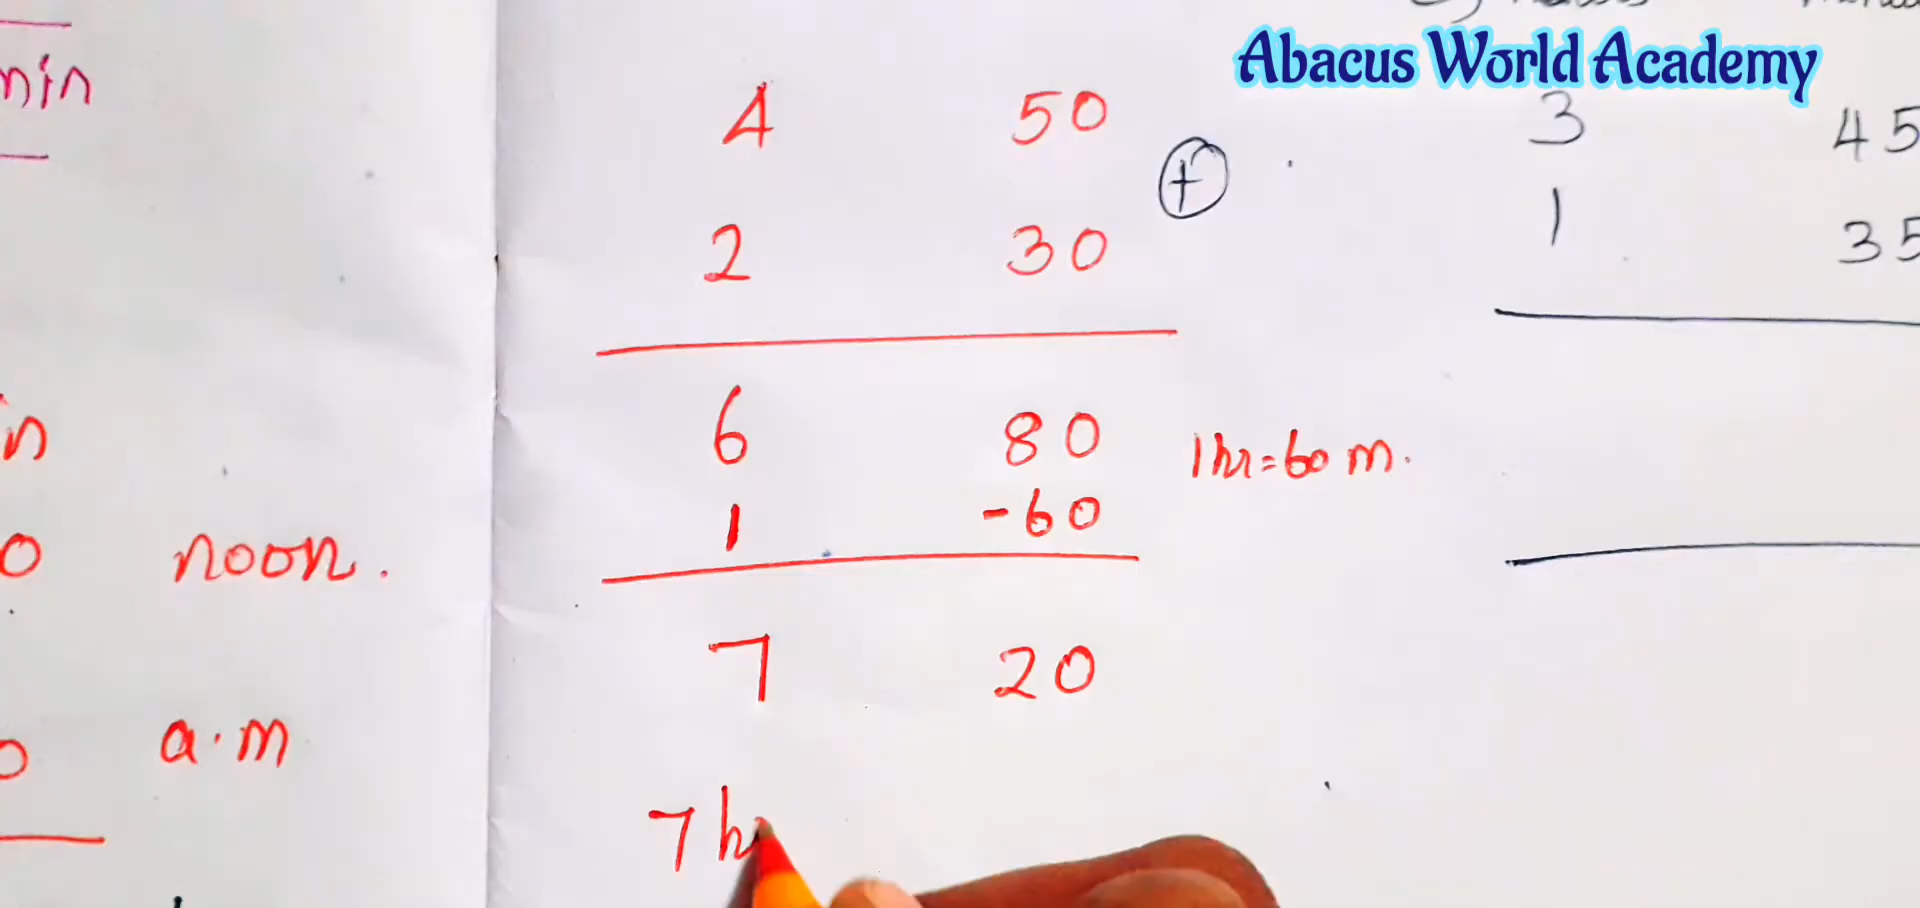 Abacus World Academy
min
4 50
3 45
+
2 30
1 35
6 80 1hr=60 m.
n
1 -60
0 noon.
7 20
0 a.m
7 h